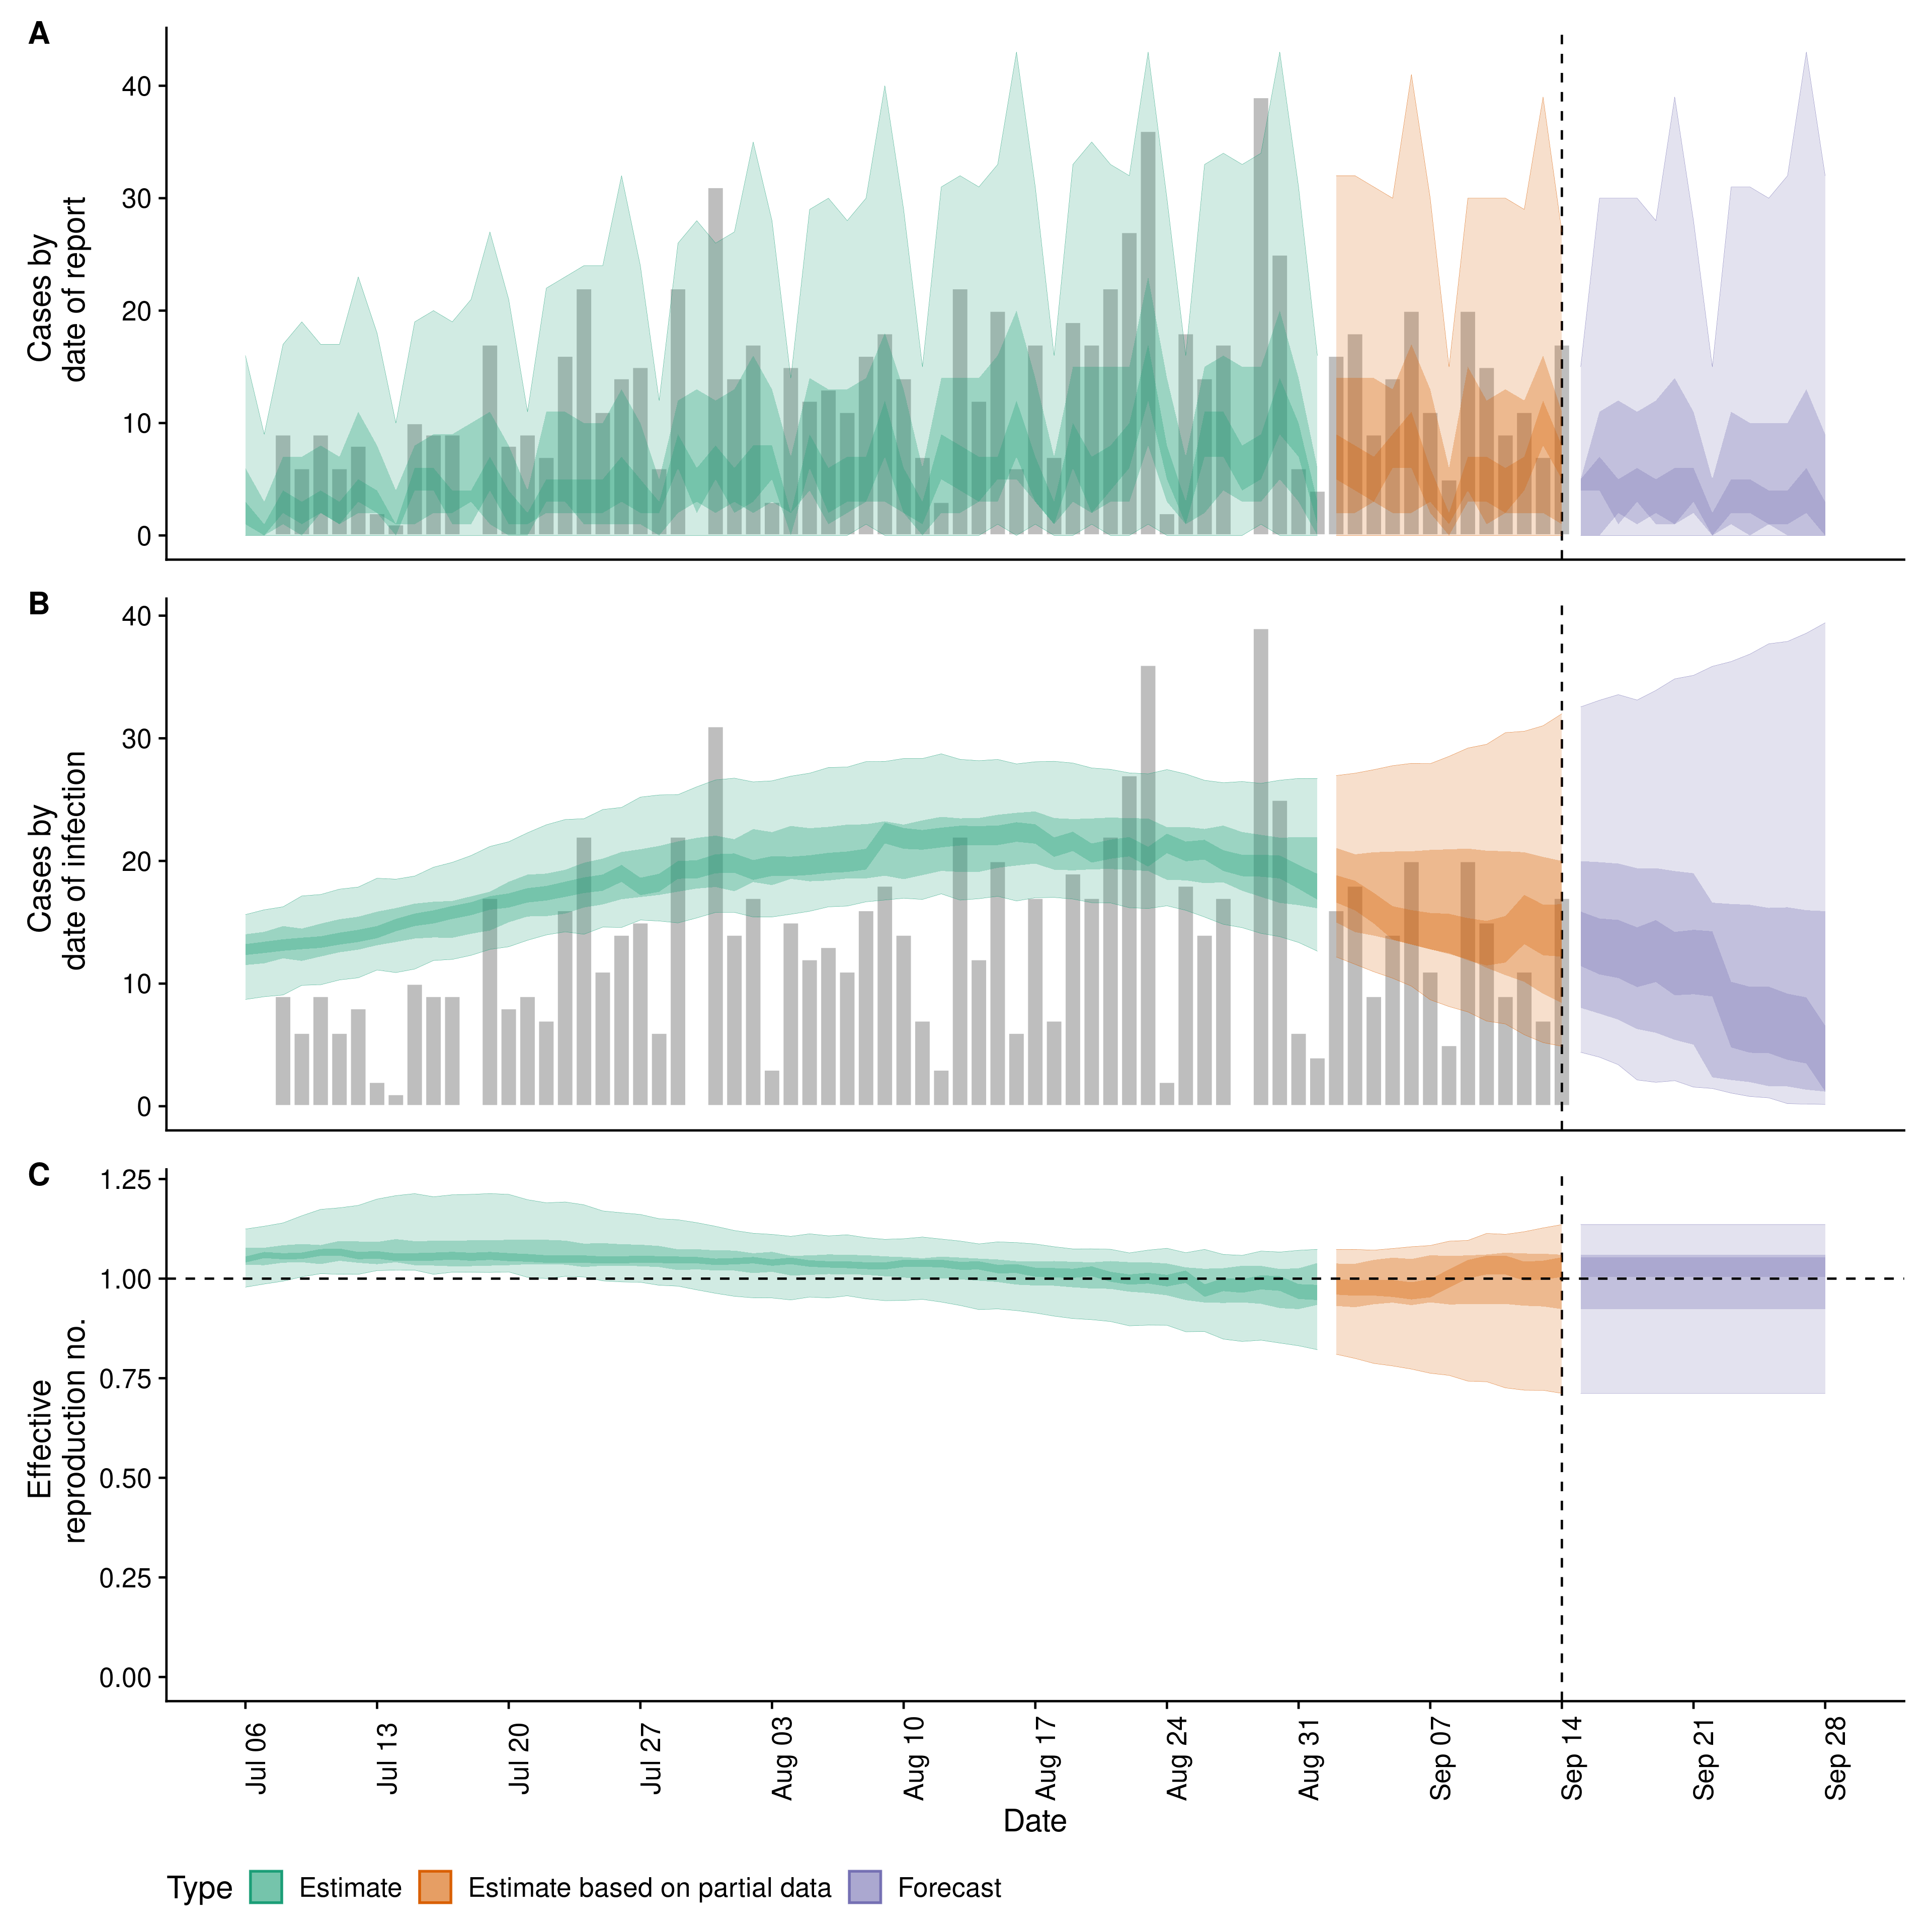 A
Cases by
date of report
40
30
20
10
0
B
Cases by
date of infection
40
30
20
10
0
C
Effective
reproduction no.
1.25
1.00
0.75
0.50
0.25
0.00
Jul 06
Jul 13
Jul 20
Jul 27
Aug 03
Aug 10
Aug 17
Aug 24
Aug 31
Sep 07
Sep 14
Sep 21
Sep 28
Date
Type Estimate Estimate based on partial data Forecast